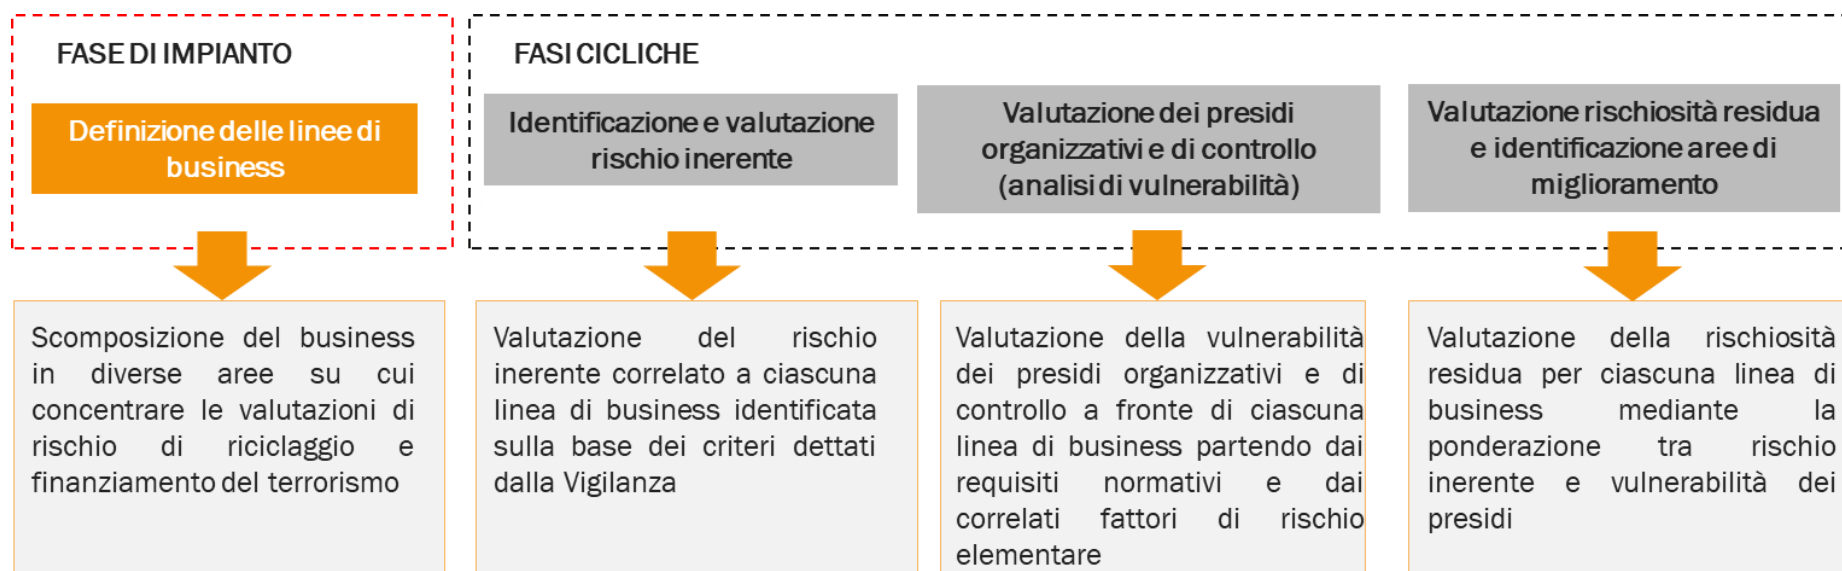 FASE DI IMPIANTO
Definizione delle linee di
business
Scomposizione del business
in diverse aree su cui
concentrare le valutazioni di
rischio di riciclaggio e
finanziamento del terrorismo
FASI CICLICHE
Identificazione e valutazione
rischio inerente
Valutazione del rischio
inerente correlato a ciascuna
linea di business identificata
sulla base dei criteri dettati
dalla Vigilanza
Valutazione dei presidi
organizzativi e di controllo
(analisi di vulnerabilità)
Valutazione della vulnerabilità
dei presidi organizzativi e di
controllo a fronte di ciascuna
linea di business partendo dai
requisiti normativi e dai
correlati fattori di rischio
elementare
Valutazione rischiosità residua
e identificazione aree di
miglioramento
Valutazione della rischiosità
residua per ciascuna linea di
business mediante la
ponderazione tra rischio
inerente e vulnerabilità dei
presidi